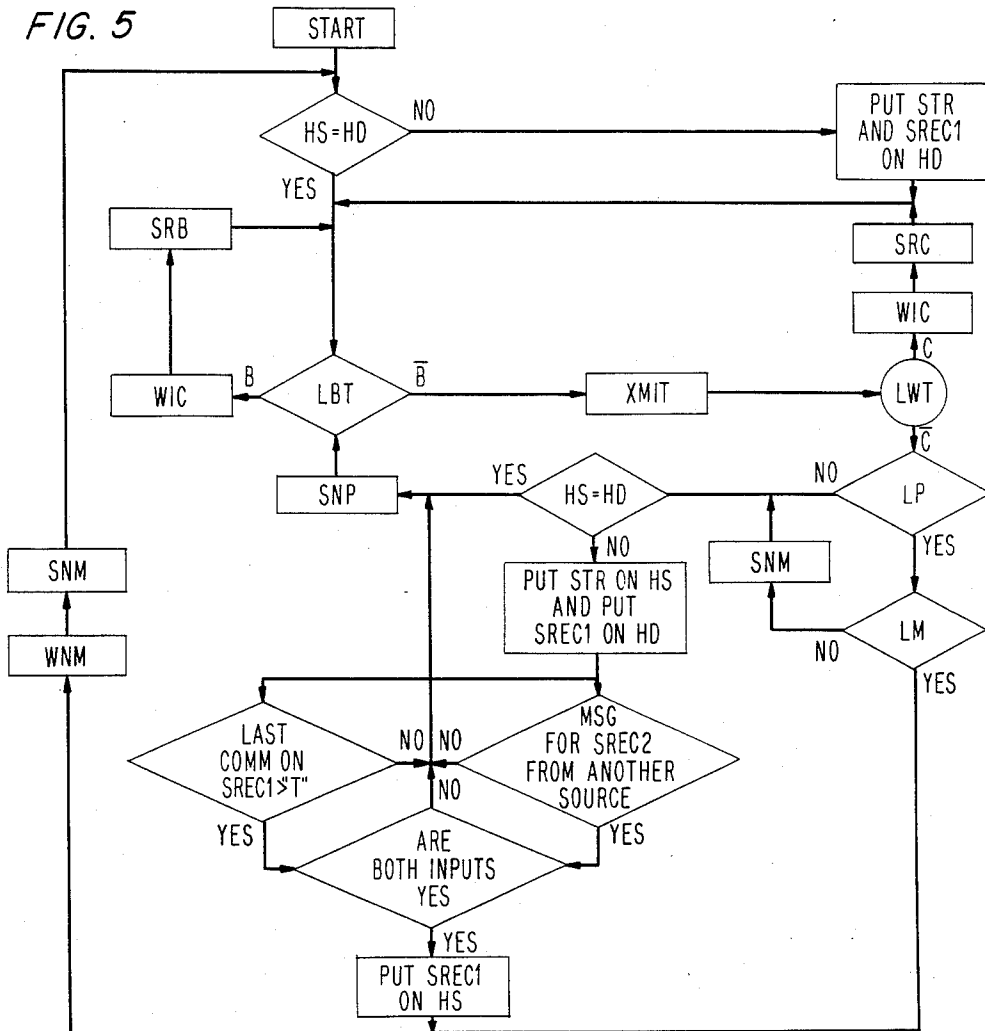 FIG. 5
START
HS=HD
NO
YES
PUT STR
AND SREC1
ON HD
SRB
SRC
WIC
C
WIC
B
LBT
B̅
XMIT
LWT
C̅
SNP
YES
HS=HD
NO
LP
YES
NO
SNM
PUT STR ON HS
AND PUT
SREC1 ON HD
SNM
LM
NO
YES
WNM
LAST
COMM ON
SREC1>"T"
NO
NO
MSG
FOR SREC2
FROM ANOTHER
SOURCE
NO
YES
YES
ARE
BOTH INPUTS
YES
YES
PUT SREC1
ON HS